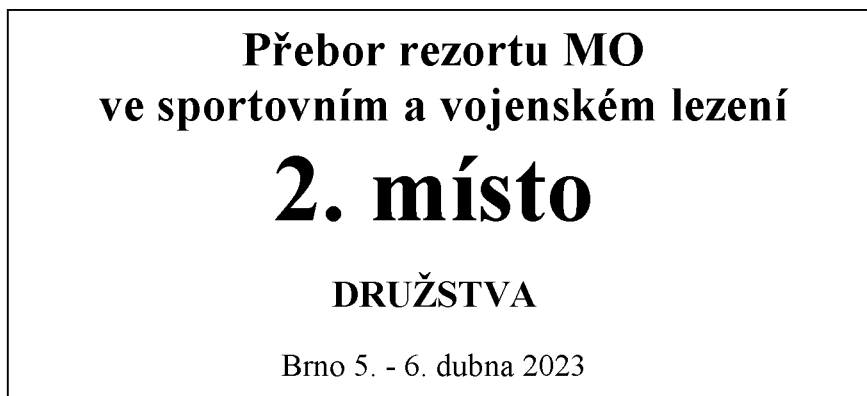 Přebor rezortu MO
ve sportovním a vojenském lezení
2. místo
DRUŽSTVA
Brno 5. - 6. dubna 2023